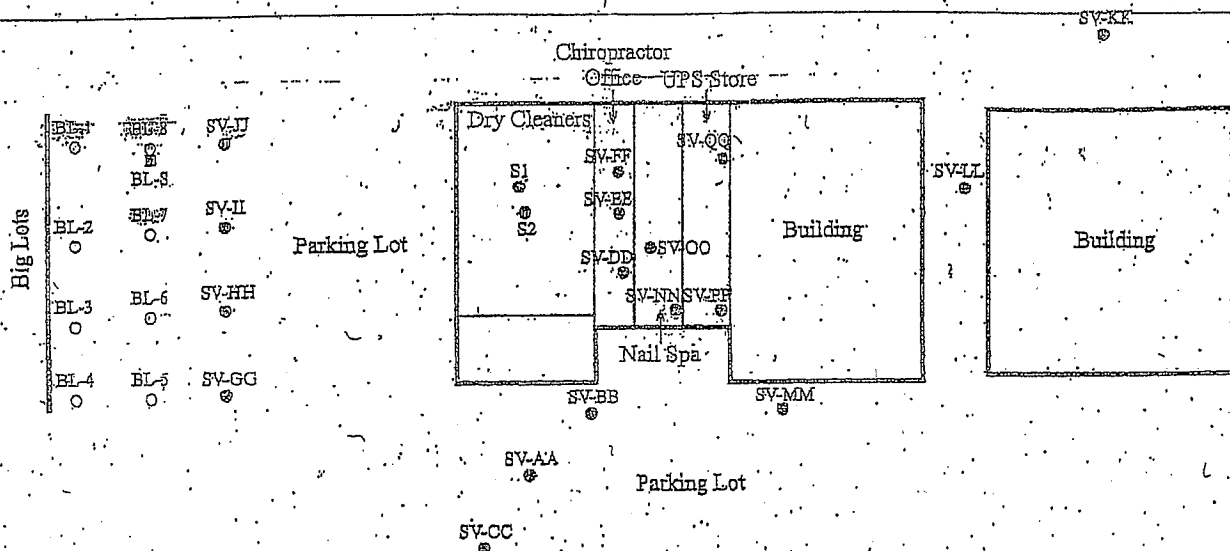 SV-KK
Chiropractor
Office
UPS Store
BL-1
BL-8
SV-JJ
Dry Cleaners
SV-QQ
SV-FF
S1
BL-S
SV-LL
SV-EE
SV-II
BL-7
S2
BL-2
Big Lots
Parking Lot
SV-OO
SV-DD
Building
Building
SV-HH
BL-6
BL-3
SV-NN
SV-PP
Nail Spa
BL-4
BL-5
SV-GG
SV-BB
SV-MM
SV-AA
Parking Lot
SV-CC